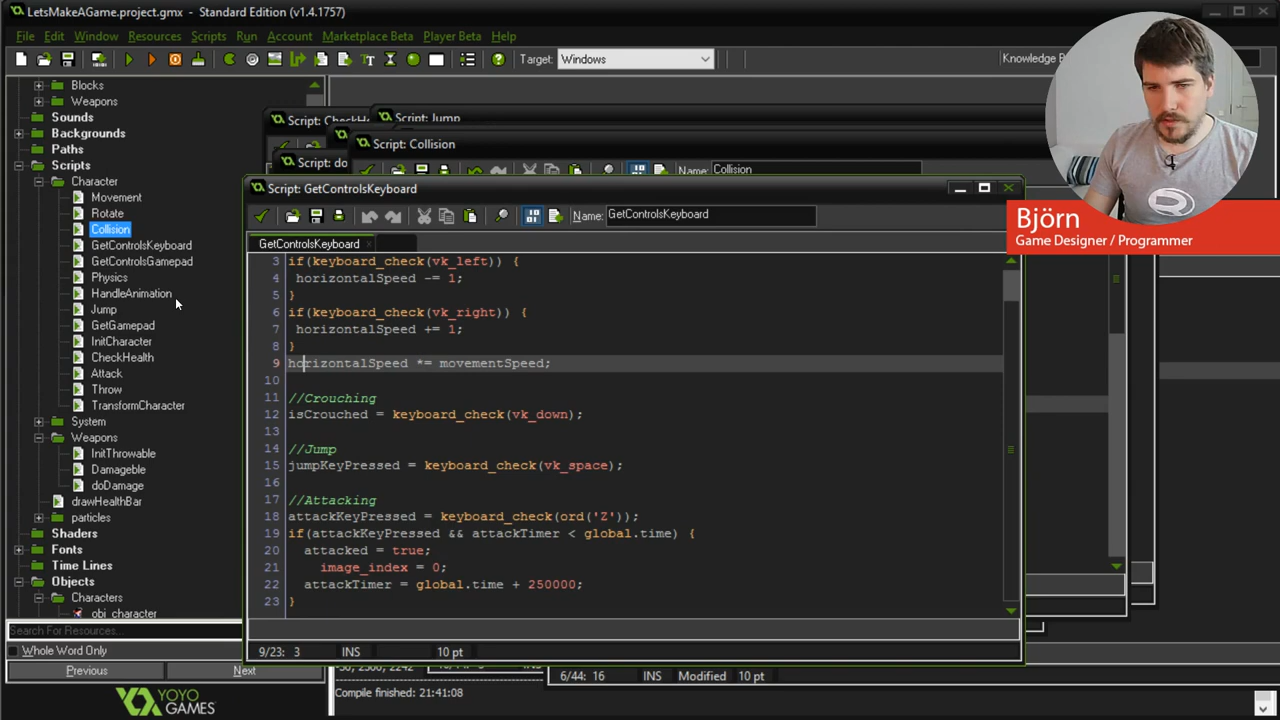 LetsMakeAGame.project.gmx - Standard Edition (v1.4.1757)
File Edit Window Resources Scripts Run Account Marketplace Beta Player Beta Help
Target: Windows
Knowledge B
Blocks
Weapons
Sounds
Backgrounds
Paths
Scripts
Character
Movement
Rotate
Collision
GetControlsKeyboard
GetControlsGamepad
Physics
HandleAnimation
Jump
GetGamepad
InitCharacter
CheckHealth
Attack
Throw
TransformCharacter
System
Weapons
InitThrowable
Damageble
doDamage
drawHealthBar
particles
Shaders
Fonts
Time Lines
Objects
Characters
obj_character
Search For Resources...
Whole Word Only
Previous Next
YOYO
GAMES™
Script: CheckH
Script: Jump
Script: Collision
Script: do
Name: Collision
Script: GetControlsKeyboard
Name: GetControlsKeyboard
GetControlsKeyboard
3 if(keyboard_check(vk_left)) {
4 horizontalSpeed -= 1;
5 }
6 if(keyboard_check(vk_right)) {
7 horizontalSpeed += 1;
8 }
9 horizontalSpeed *= movementSpeed;
10
11 //Crouching
12 isCrouched = keyboard_check(vk_down);
13
14 //Jump
15 jumpKeyPressed = keyboard_check(vk_space);
16
17 //Attacking
18 attackKeyPressed = keyboard_check(ord('Z'));
19 if(attackKeyPressed && attackTimer < global.time) {
20 attacked = true;
21 image_index = 0;
22 attackTimer = global.time + 250000;
23 }
9/23: 3 INS 10 pt
6/44: 16 INS Modified 10 pt
Compile finished: 21:41:08
Björn
Game Designer / Programmer